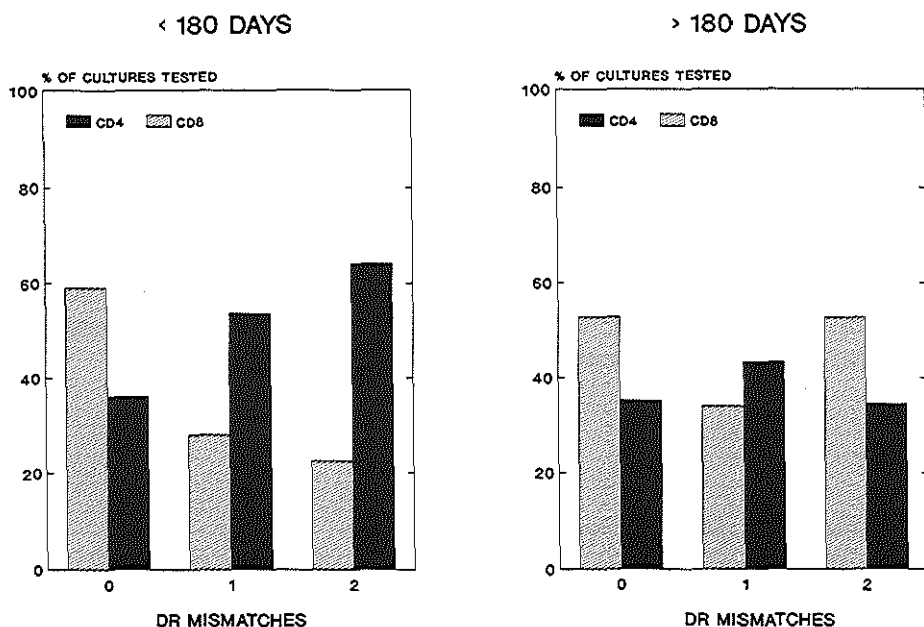 < 180 DAYS
% OF CULTURES TESTED
100
CD4 CD8
80
60
40
20
0
0 1 2
DR MISMATCHES
> 180 DAYS
% OF CULTURES TESTED
100
CD4 CD8
80
60
40
20
0
0 1 2
DR MISMATCHES